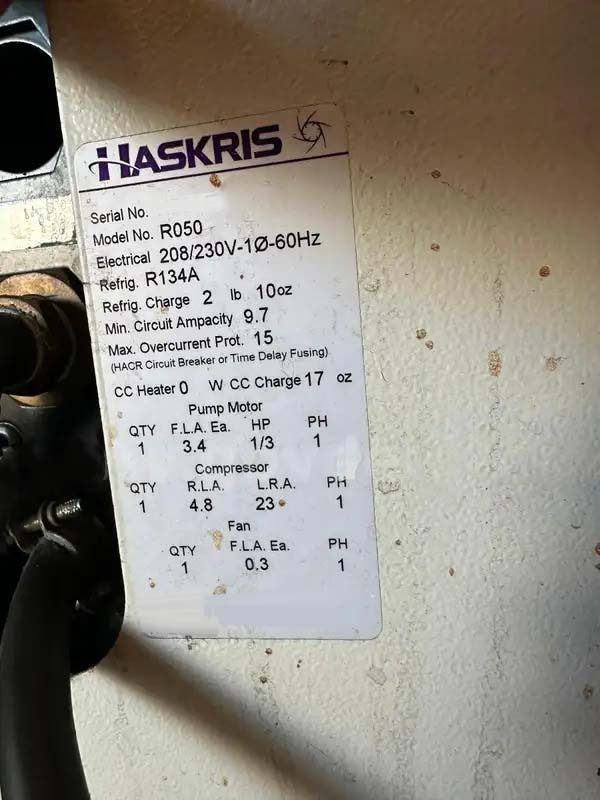 HASKRIS
Serial No.
Model No. R050
Electrical 208/230V-1Ø-60Hz
Refrig. R134A
Refrig. Charge 2 lb 10oz
Min. Circuit Ampacity 9.7
Max. Overcurrent Prot. 15
(HACR Circuit Breaker or Time Delay Fusing)
CC Heater 0 W CC Charge 17 oz
Pump Motor
QTY F.L.A. Ea. HP PH
1 3.4 1/3 1
Compressor
QTY R.L.A. L.R.A. PH
1 4.8 23 1
Fan
QTY F.L.A. Ea. PH
1 0.3 1